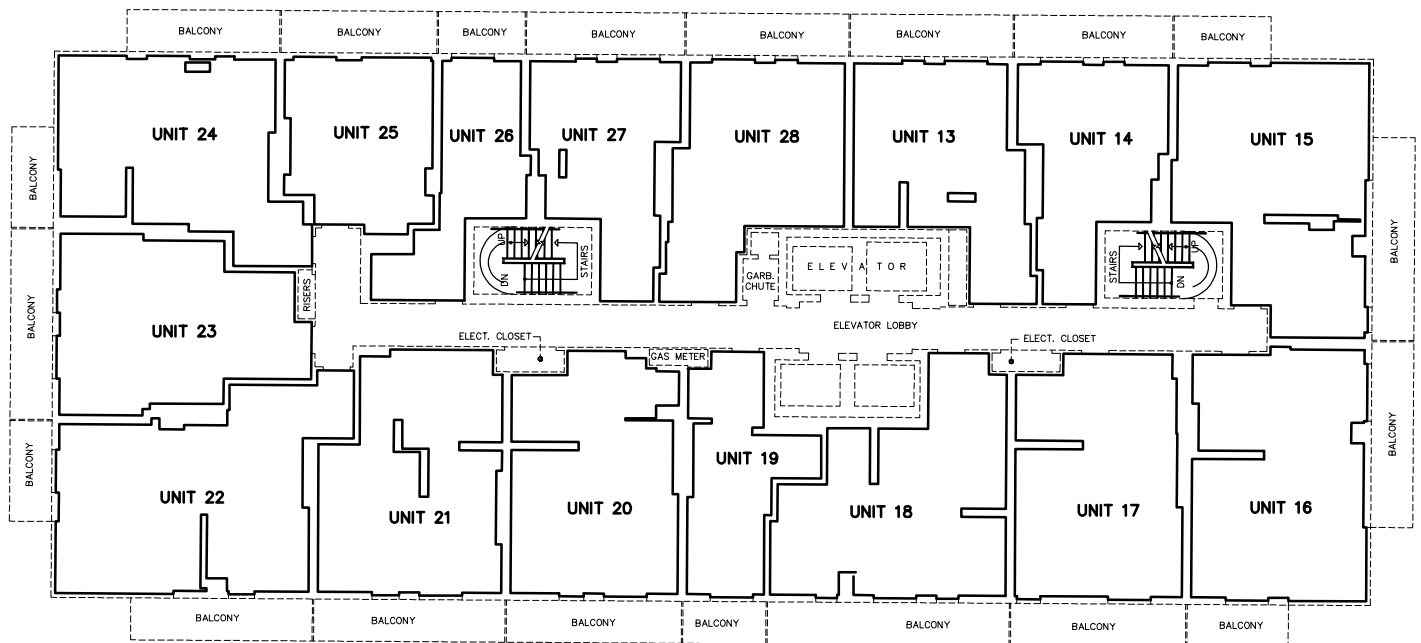 BALCONY
BALCONY
BALCONY
BALCONY
BALCONY
BALCONY
BALCONY
BALCONY
UNIT 24
UNIT 25
UNIT 26
UNIT 27
UNIT 28
UNIT 13
UNIT 14
UNIT 15
BALCONY
BALCONY
UP
DN
STAIRS
GARB.
CHUTE
ELEVATOR
STAIRS
UP
DN
RISERS
BALCONY
UNIT 23
ELEVATOR LOBBY
ELECT. CLOSET
ELECT. CLOSET
GAS METER
BALCONY
BALCONY
UNIT 22
UNIT 21
UNIT 20
UNIT 19
UNIT 18
UNIT 17
UNIT 16
BALCONY
BALCONY
BALCONY
BALCONY
BALCONY
BALCONY
BALCONY